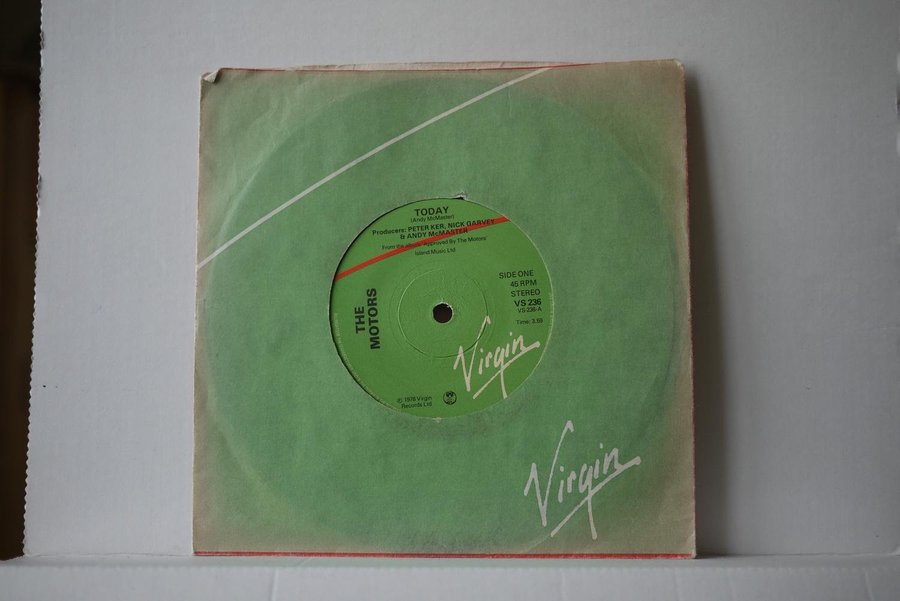 TODAY
(Andy McMaster)
Producers: PETER KER, NICK GARVEY
& ANDY McMASTER
From the album 'Approved By The Motors'
Island Music Ltd.
SIDE ONE
45 RPM
STEREO
VS 236
VS 236-A
Time: 3.59
THE
MOTORS
Virgin
℗ 1978 Virgin
Records Ltd
Virgin